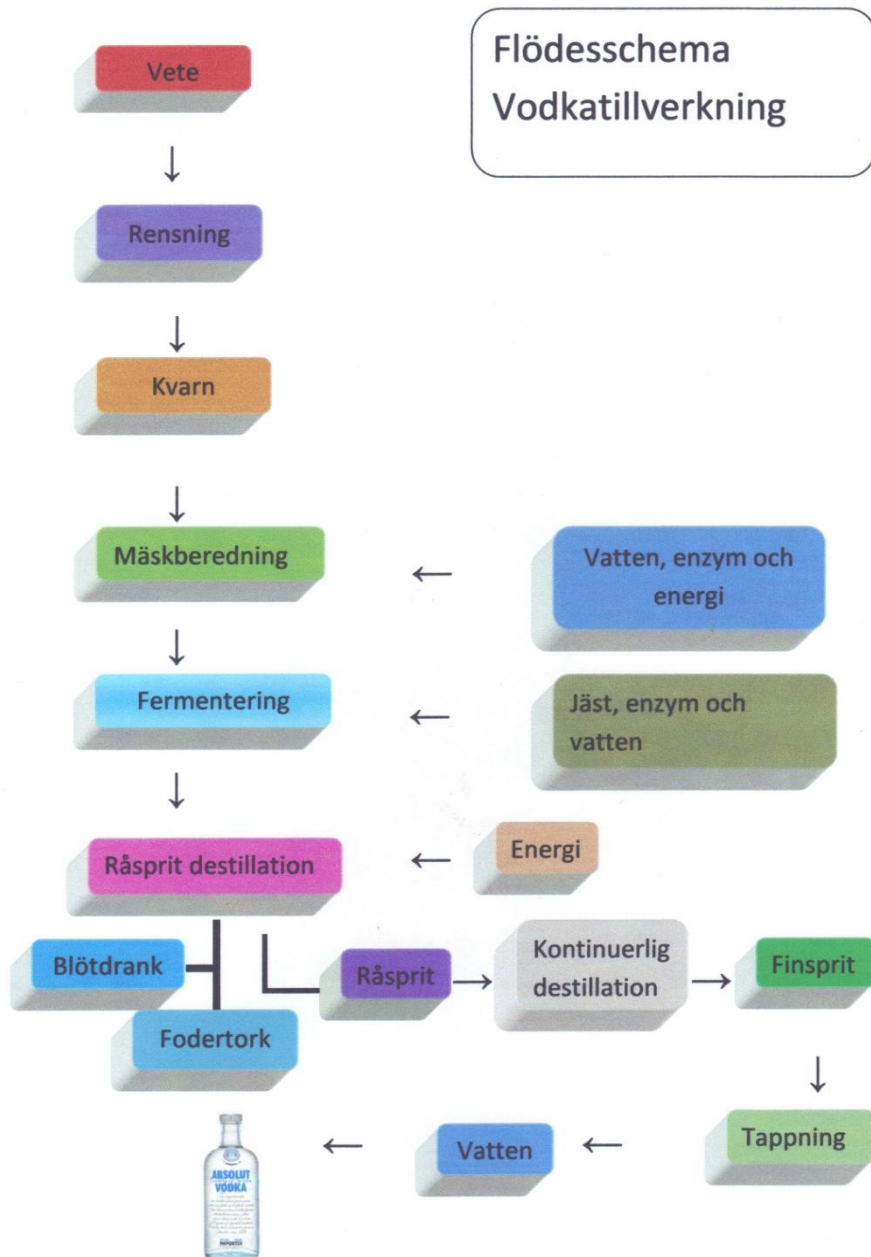 Flödesschema
Vodkatillverkning
Vete
Rensning
Kvarn
Mäskberedning
Vatten, enzym och
energi
Fermentering
Jäst, enzym och
vatten
Råsprit destillation
Energi
Blötdrank
Råsprit
Kontinuerlig
destillation
Finsprit
Fodertork
Tappning
Vatten
ABSOLUT
VODKA
IMPORTED